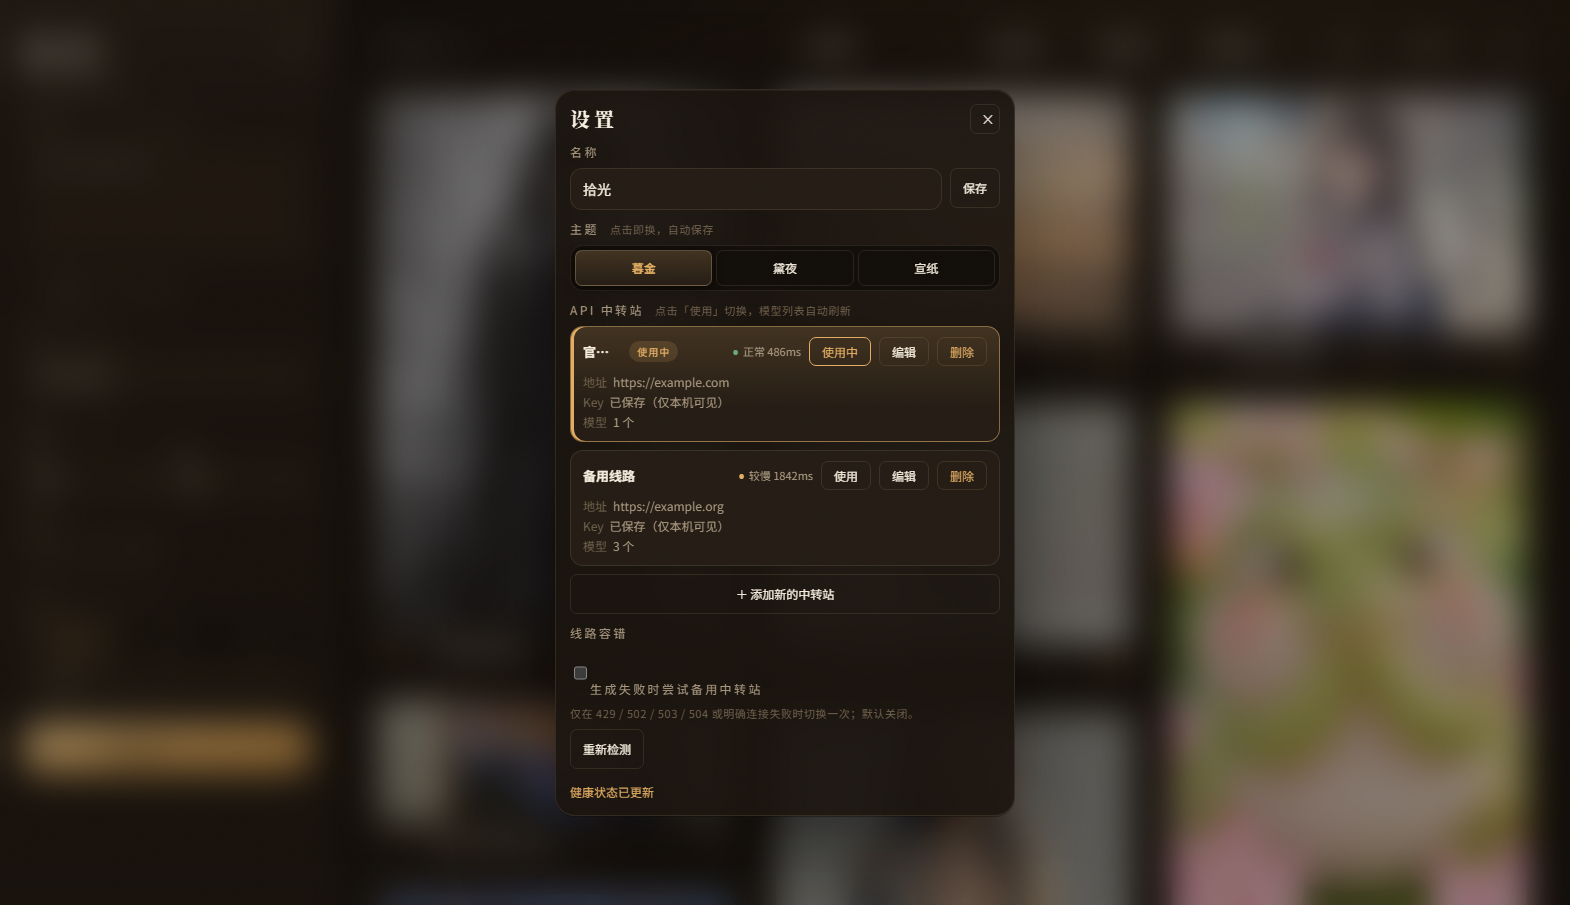 设置
×
名称
拾光
保存
主题 点击即换，自动保存
暮金 黛夜 宣纸
API 中转站 点击「使用」切换，模型列表自动刷新
官… 使用中 正常 486ms 使用中 编辑 删除
地址 https://example.com
Key 已保存（仅本机可见）
模型 1 个
备用线路 较慢 1842ms 使用 编辑 删除
地址 https://example.org
Key 已保存（仅本机可见）
模型 3 个
＋ 添加新的中转站
线路容错
生成失败时尝试备用中转站
仅在 429 / 502 / 503 / 504 或明确连接失败时切换一次；默认关闭。
重新检测
健康状态已更新